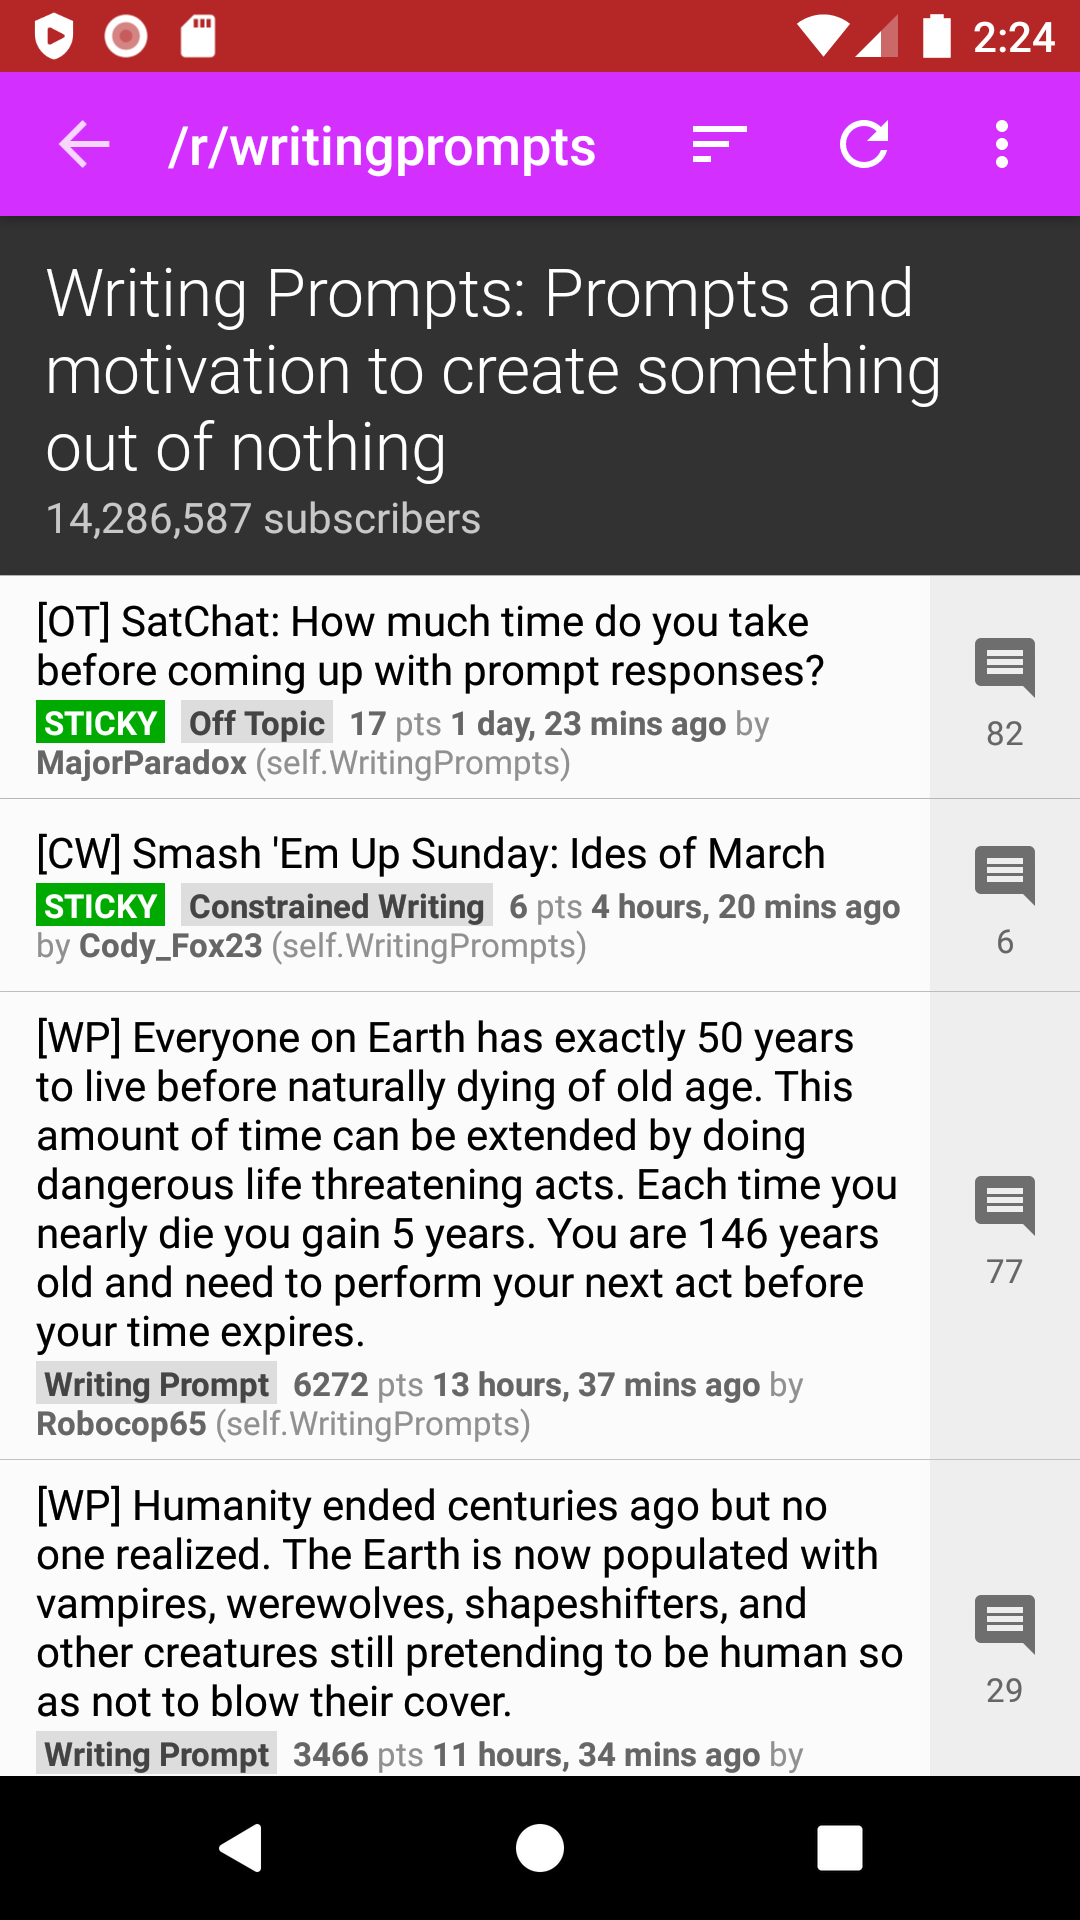 2:24
/r/writingprompts
Writing Prompts: Prompts and
motivation to create something
out of nothing
14,286,587 subscribers
[OT] SatChat: How much time do you take
before coming up with prompt responses?
STICKY Off Topic 17 pts 1 day, 23 mins ago by
MajorParadox (self.WritingPrompts)
82
[CW] Smash 'Em Up Sunday: Ides of March
STICKY Constrained Writing 6 pts 4 hours, 20 mins ago
by Cody_Fox23 (self.WritingPrompts)
6
[WP] Everyone on Earth has exactly 50 years
to live before naturally dying of old age. This
amount of time can be extended by doing
dangerous life threatening acts. Each time you
nearly die you gain 5 years. You are 146 years
old and need to perform your next act before
your time expires.
Writing Prompt 6272 pts 13 hours, 37 mins ago by
Robocop65 (self.WritingPrompts)
77
[WP] Humanity ended centuries ago but no
one realized. The Earth is now populated with
vampires, werewolves, shapeshifters, and
other creatures still pretending to be human so
as not to blow their cover.
Writing Prompt 3466 pts 11 hours, 34 mins ago by
29